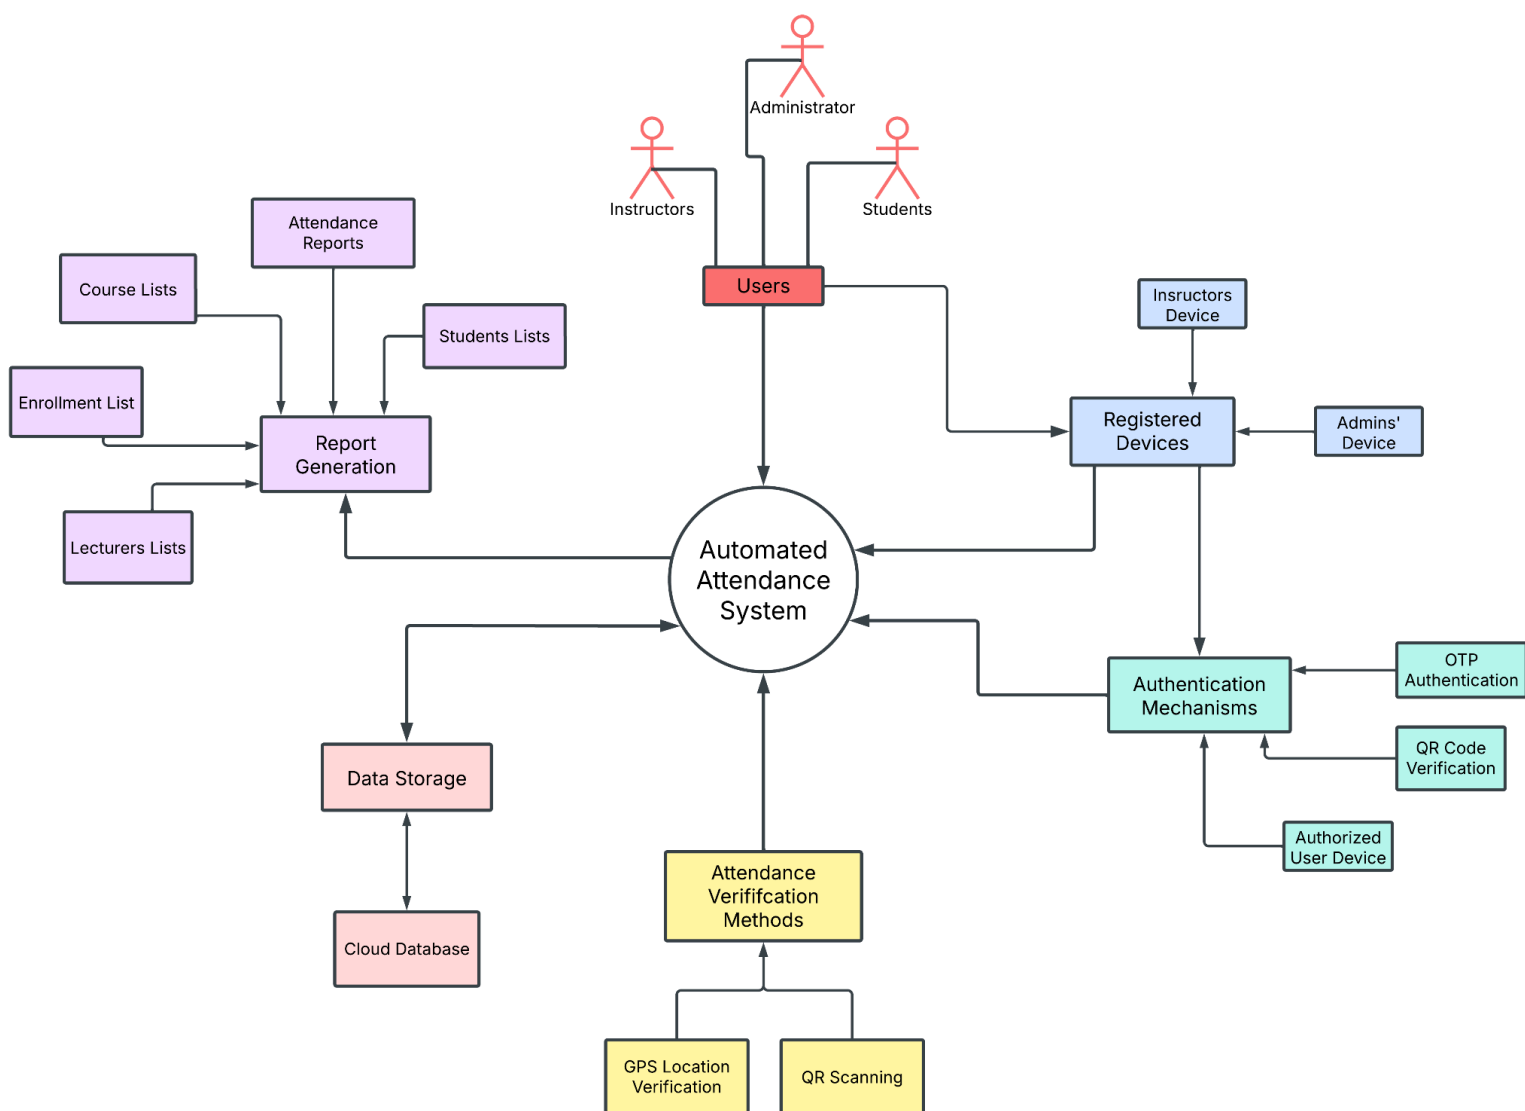 Administrator
Instructors
Students
Users
Attendance
Reports
Course Lists
Students Lists
Enrollment List
Report
Generation
Lecturers Lists
Insructors
Device
Registered
Devices
Admins'
Device
Automated
Attendance
System
Authentication
Mechanisms
OTP
Authentication
QR Code
Verification
Authorized
User Device
Data Storage
Cloud Database
Attendance
Verififcation
Methods
GPS Location
Verification
QR Scanning